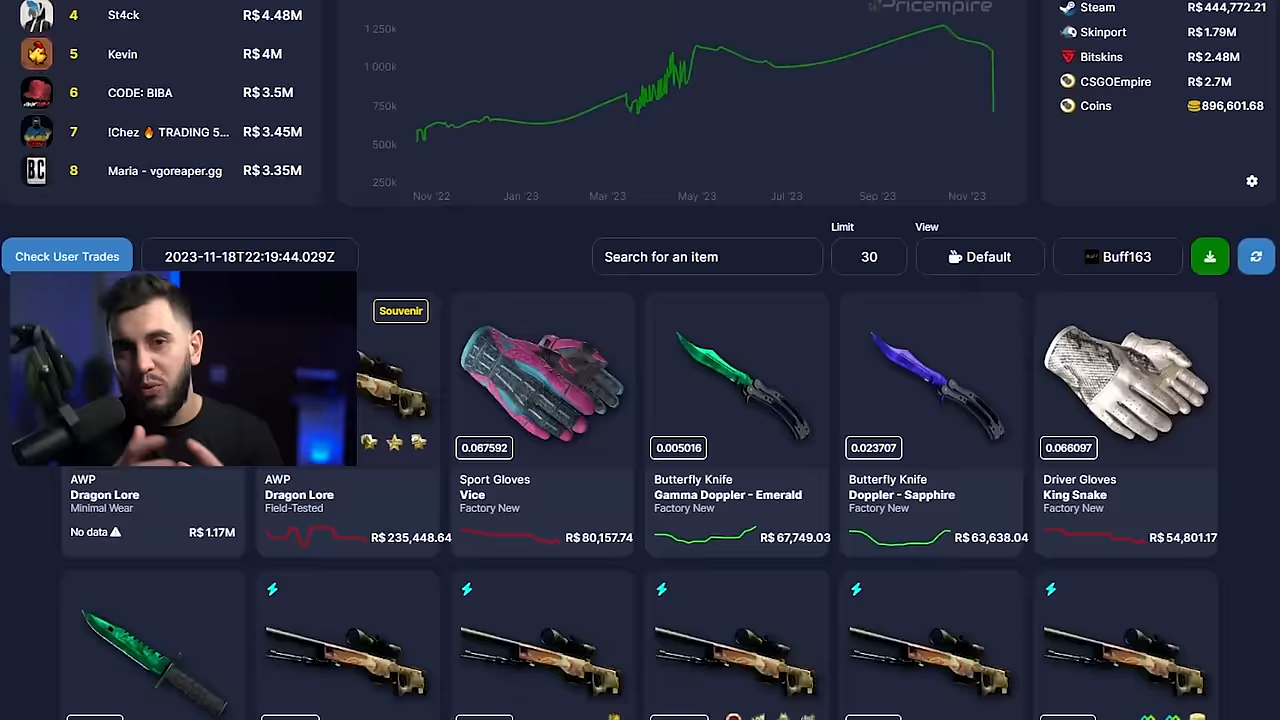 4 St4ck R$4.48M
5 Kevin R$4M
6 CODE: BIBA R$3.5M
7 !Chez 🔥 TRADING 5... R$3.45M
8 Maria - vgoreaper.gg R$3.35M
Pricempire
1 250k
1 000k
750k
500k
250k
Nov '22 Jan '23 Mar '23 May '23 Jul '23 Sep '23 Nov '23
Steam R$444,772.21
Skinport R$1.79M
Bitskins R$2.48M
CSGOEmpire R$2.7M
Coins 896,601.68
Limit View
Check User Trades 2023-11-18T22:19:44.029Z Search for an item 30 Default Buff163
Souvenir
0.067592 0.005016 0.023707 0.066097
AWP
Dragon Lore
Minimal Wear
No data R$1.17M
AWP
Dragon Lore
Field-Tested
R$235,448.64
Sport Gloves
Vice
Factory New
R$80,157.74
Butterfly Knife
Gamma Doppler - Emerald
Factory New
R$67,749.03
Butterfly Knife
Doppler - Sapphire
Factory New
R$63,638.04
Driver Gloves
King Snake
Factory New
R$54,801.17